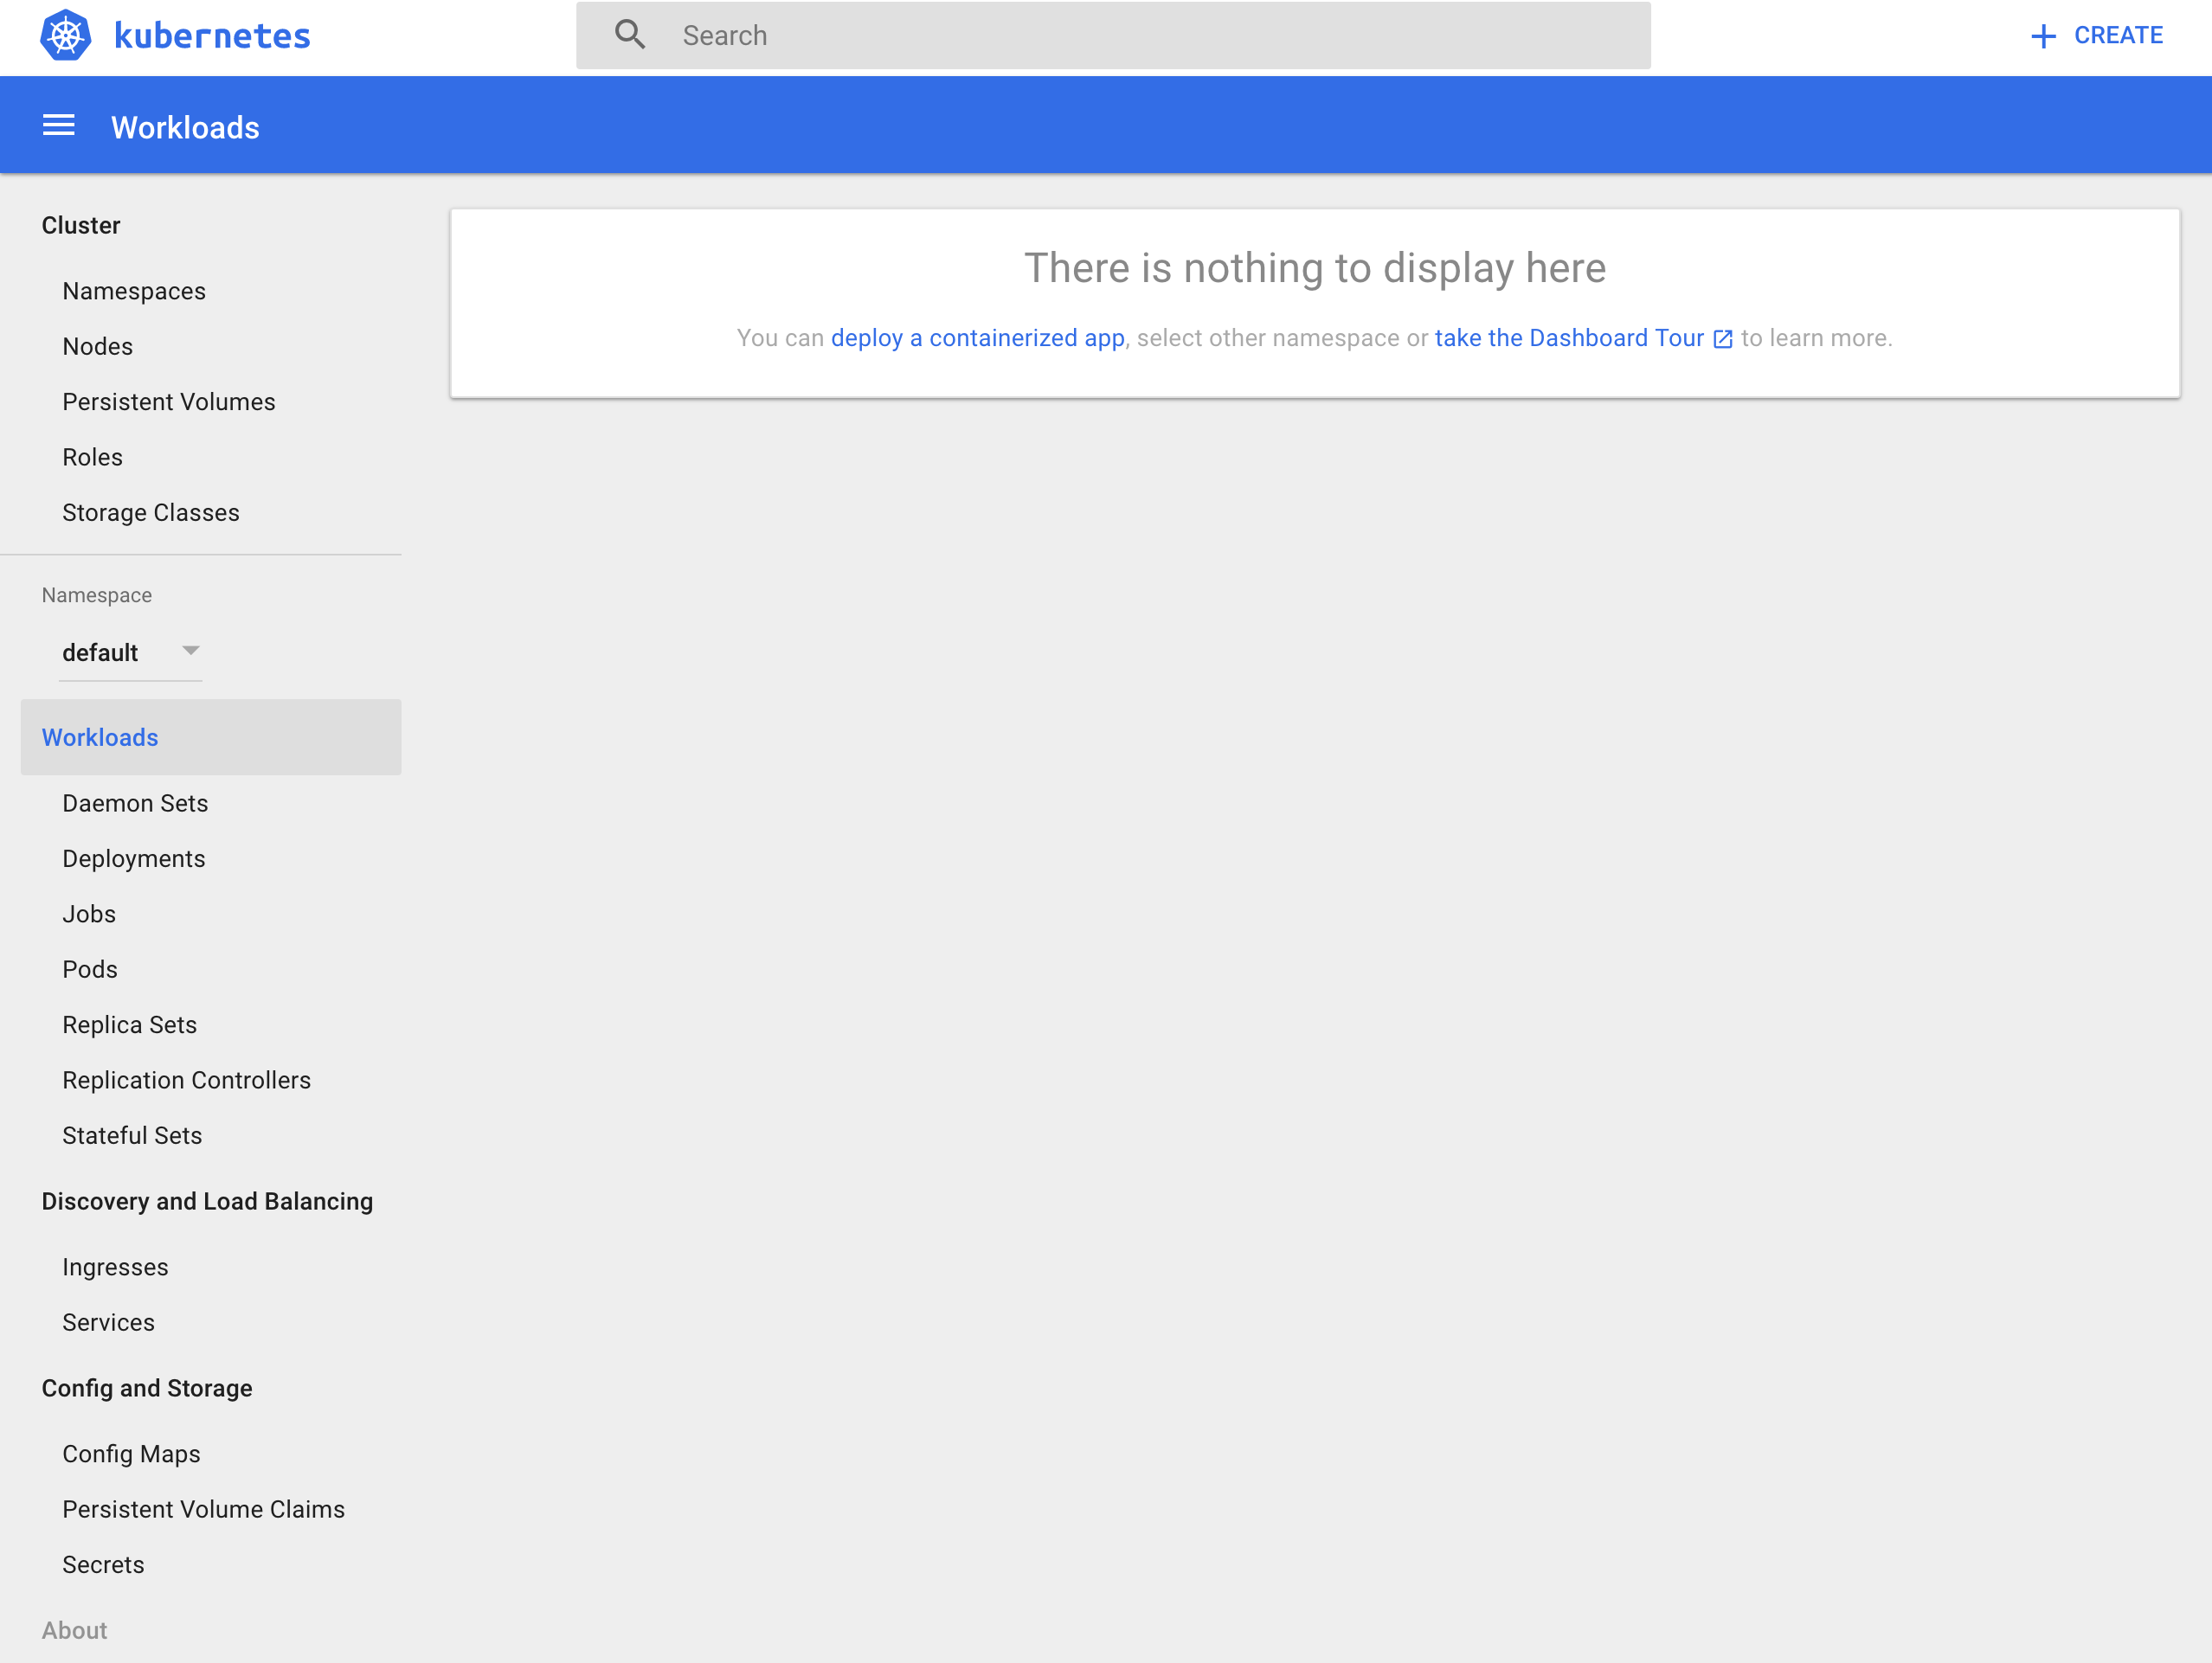 kubernetes
Search
CREATE
Workloads
Cluster
Namespaces
Nodes
Persistent Volumes
Roles
Storage Classes
Namespace
default
Workloads
Daemon Sets
Deployments
Jobs
Pods
Replica Sets
Replication Controllers
Stateful Sets
Discovery and Load Balancing
Ingresses
Services
Config and Storage
Config Maps
Persistent Volume Claims
Secrets
About
There is nothing to display here
You can deploy a containerized app, select other namespace or take the Dashboard Tour to learn more.